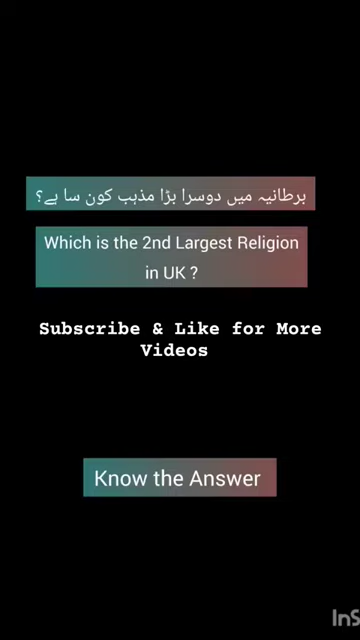 برطانیہ میں دوسرا بڑا مذہب کون سا ہے؟
Which is the 2nd Largest Religion
in UK ?
Subscribe & Like for More
Videos
Know the Answer
InS